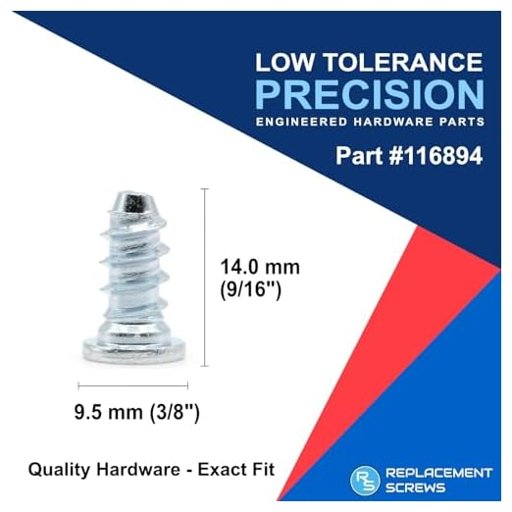 LOW TOLERANCE
PRECISION
ENGINEERED HARDWARE PARTS
Part #116894
14.0 mm
(9/16")
9.5 mm (3/8")
Quality Hardware - Exact Fit
RS REPLACEMENT
SCREWS